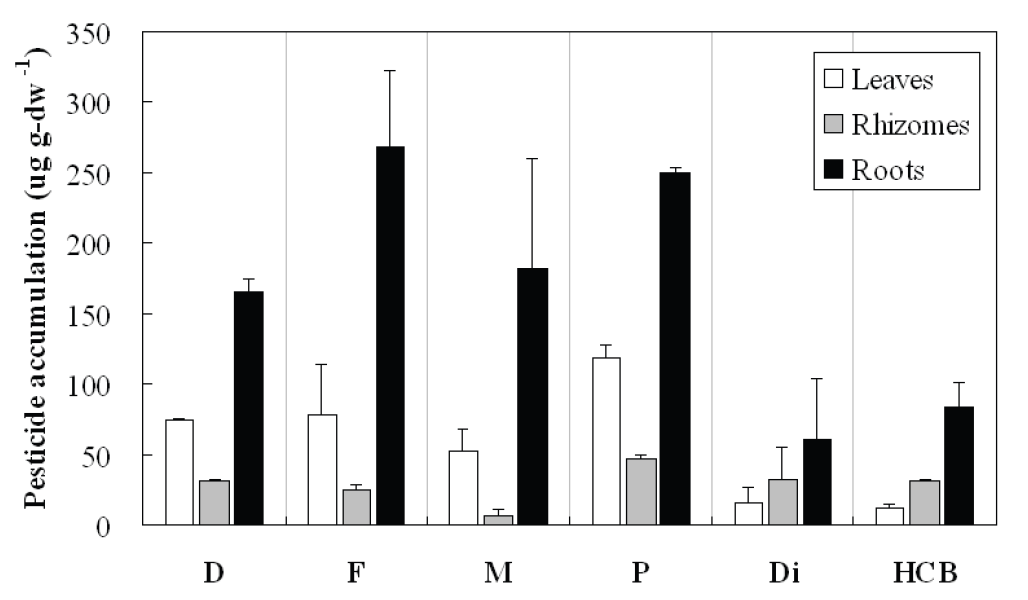 Pesticide accumulation (ug g-dw -1)
350
300
250
200
150
100
50
0
Leaves
Rhizomes
Roots
D F M P Di HCB